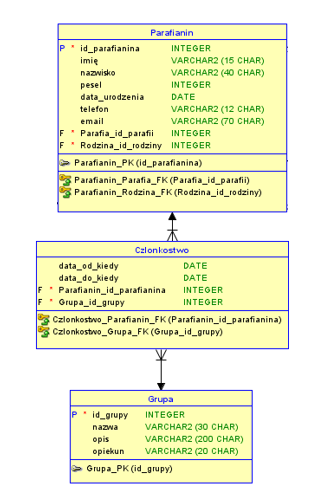 Parafianin
P * id_parafianina INTEGER
imię VARCHAR2 (15 CHAR)
nazwisko VARCHAR2 (40 CHAR)
pesel INTEGER
data_urodzenia DATE
telefon VARCHAR2 (12 CHAR)
email VARCHAR2 (70 CHAR)
F * Parafia_id_parafii INTEGER
F * Rodzina_id_rodziny INTEGER
Parafianin_PK (id_parafianina)
Parafianin_Parafia_FK (Parafia_id_parafii)
Parafianin_Rodzina_FK (Rodzina_id_rodziny)
Czlonkostwo
data_od_kiedy DATE
data_do_kiedy DATE
F * Parafianin_id_parafianina INTEGER
F * Grupa_id_grupy INTEGER
Czlonkostwo_Parafianin_FK (Parafianin_id_parafianina)
Czlonkostwo_Grupa_FK (Grupa_id_grupy)
Grupa
P * id_grupy INTEGER
nazwa VARCHAR2 (30 CHAR)
opis VARCHAR2 (200 CHAR)
opiekun VARCHAR2 (20 CHAR)
Grupa_PK (id_grupy)